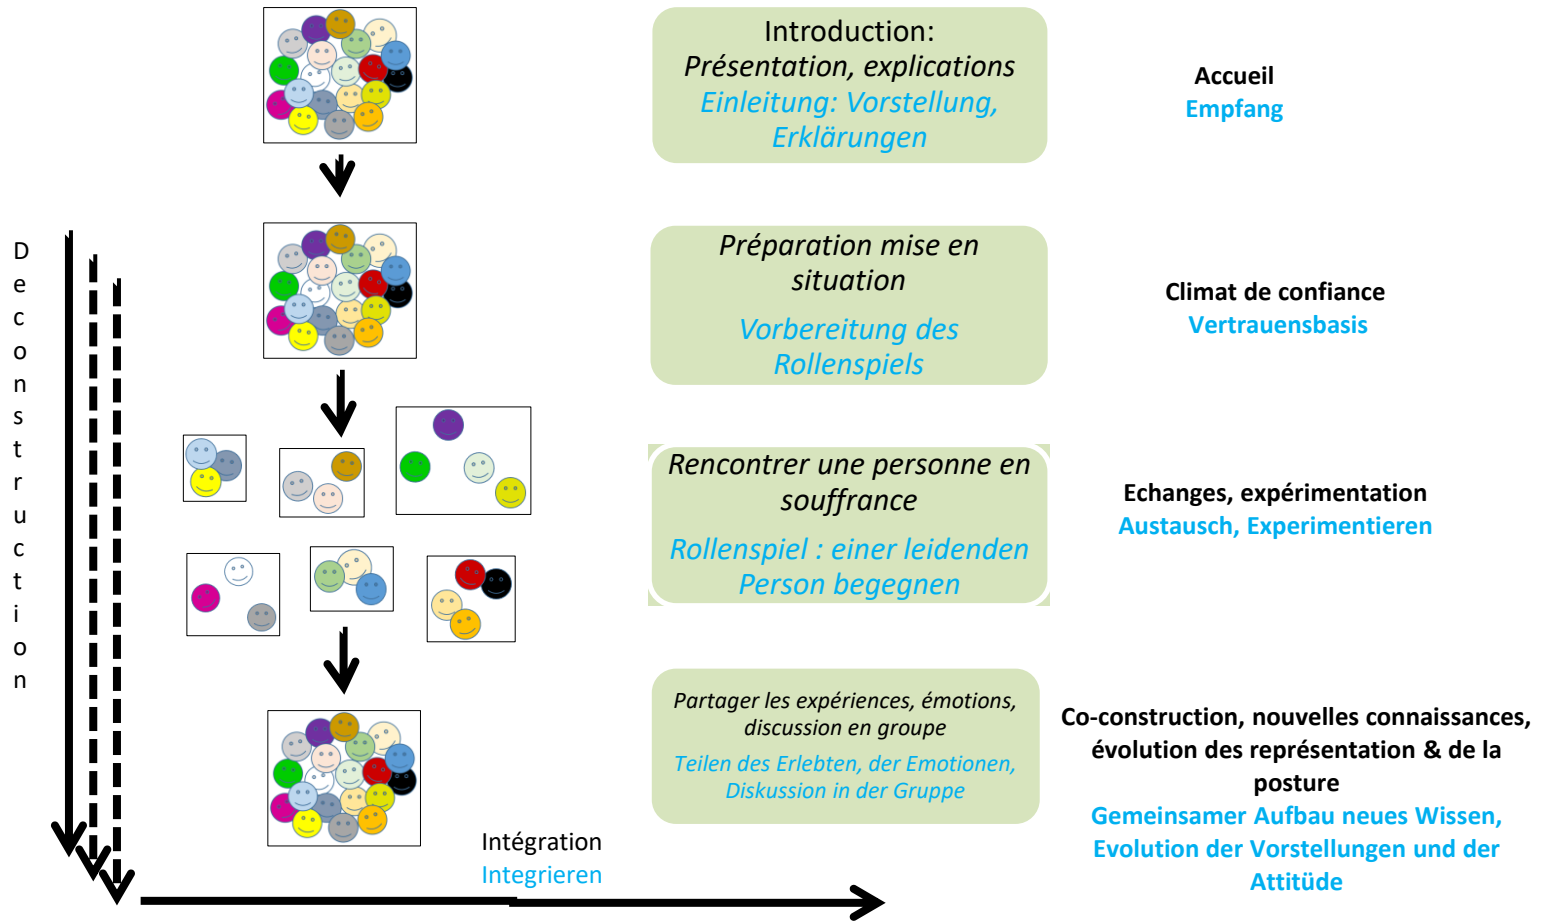 Introduction:
Présentation, explications
Einleitung: Vorstellung,
Erklärungen
Accueil
Empfang
Deconstruction
Préparation mise en
situation
Vorbereitung des
Rollenspiels
Climat de confiance
Vertrauensbasis
Rencontrer une personne en
souffrance
Rollenspiel : einer leidenden
Person begegnen
Echanges, expérimentation
Austausch, Experimentieren
Partager les expériences, émotions,
discussion en groupe
Teilen des Erlebten, der Emotionen,
Diskussion in der Gruppe
Co-construction, nouvelles connaissances,
évolution des représentation & de la
posture
Gemeinsamer Aufbau neues Wissen,
Evolution der Vorstellungen und der
Attitüde
Intégration
Integrieren